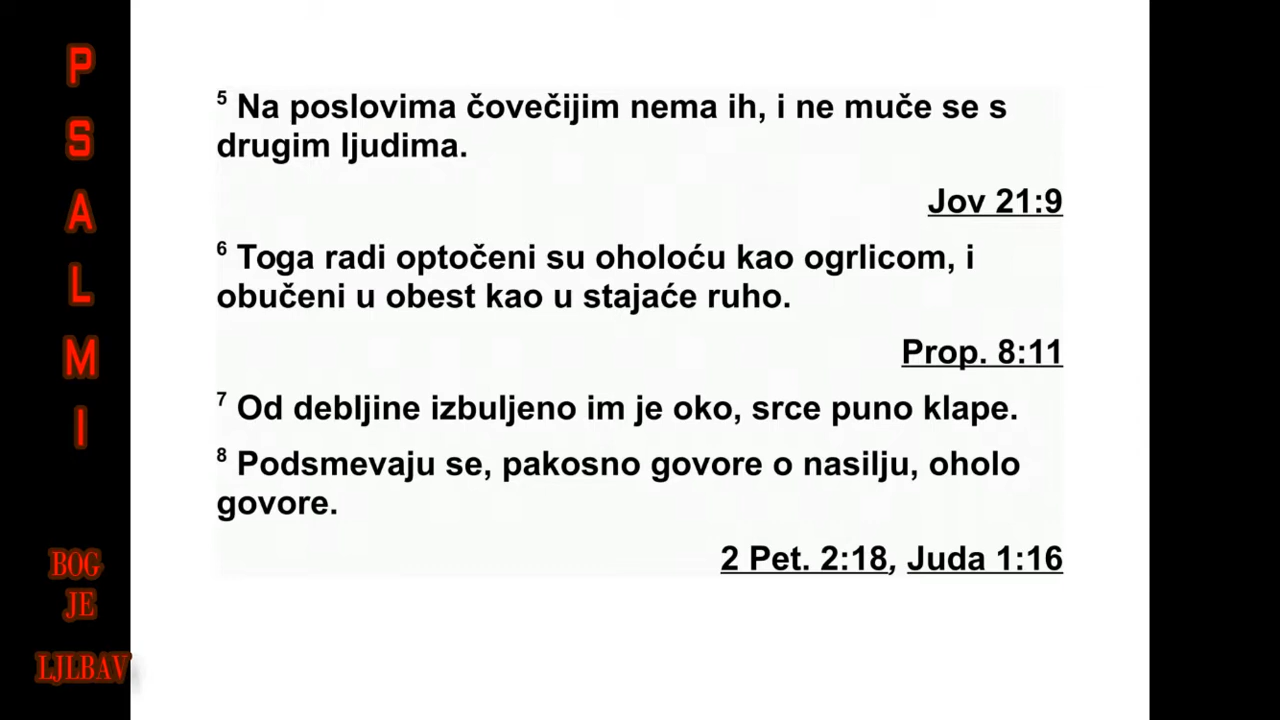 P
S
A
L
M
I
BOG
JE
LJLBAV
5 Na poslovima čovečijim nema ih, i ne muče se s
drugim ljudima.
Jov 21:9
6 Toga radi optočeni su oholoću kao ogrlicom, i
obučeni u obest kao u stajaće ruho.
Prop. 8:11
7 Od debljine izbuljeno im je oko, srce puno klape.
8 Podsmevaju se, pakosno govore o nasilju, oholo
govore.
2 Pet. 2:18, Juda 1:16